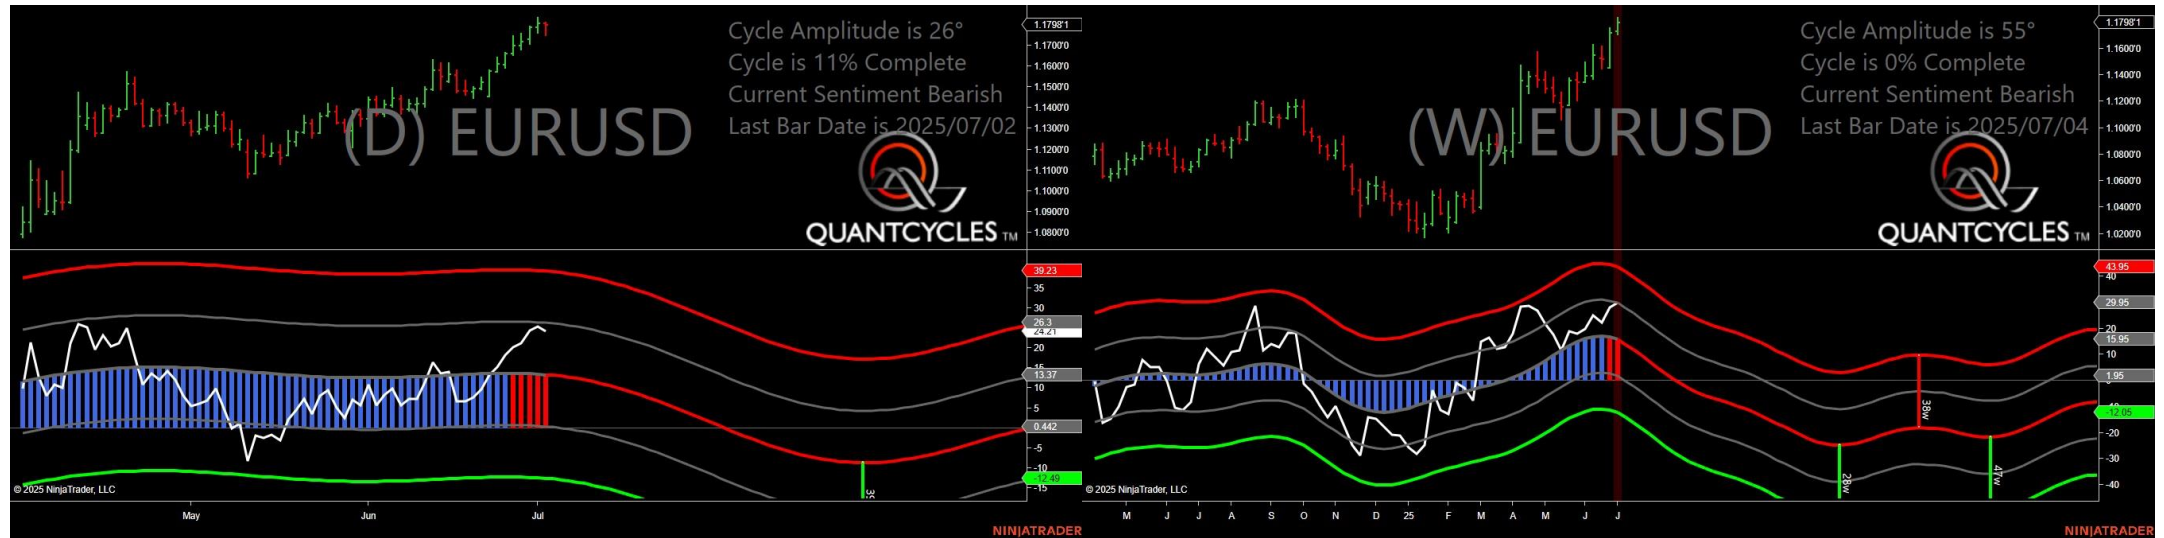 Cycle Amplitude is 26°
Cycle is 11% Complete
Current Sentiment Bearish
Last Bar Date is 2025/07/02
(D) EURUSD
QUANTCYCLES TM
1.1798'1
1.1700'0
1.1600'0
1.1500'0
1.1400'0
1.1300'0
1.1200'0
1.1100'0
1.1000'0
1.0900'0
1.0800'0
39.23
35
30
26.3
24.21
20
15
13.37
10
5
0.442
-5
-10
-12.49
-15
© 2025 NinjaTrader, LLC
May Jun Jul
NINJATRADER
Cycle Amplitude is 55°
Cycle is 0% Complete
Current Sentiment Bearish
Last Bar Date is 2025/07/04
(W) EURUSD
QUANTCYCLES TM
1.1798'1
1.1600'0
1.1400'0
1.1200'0
1.1000'0
1.0800'0
1.0600'0
1.0400'0
1.0200'0
43.95
40
29.95
20
15.95
10
1.95
-12.05
-20
-30
-40
38w
28w
47w
© 2025 NinjaTrader, LLC
M J J A S O N D 25 F M A M J J
NINJATRADER